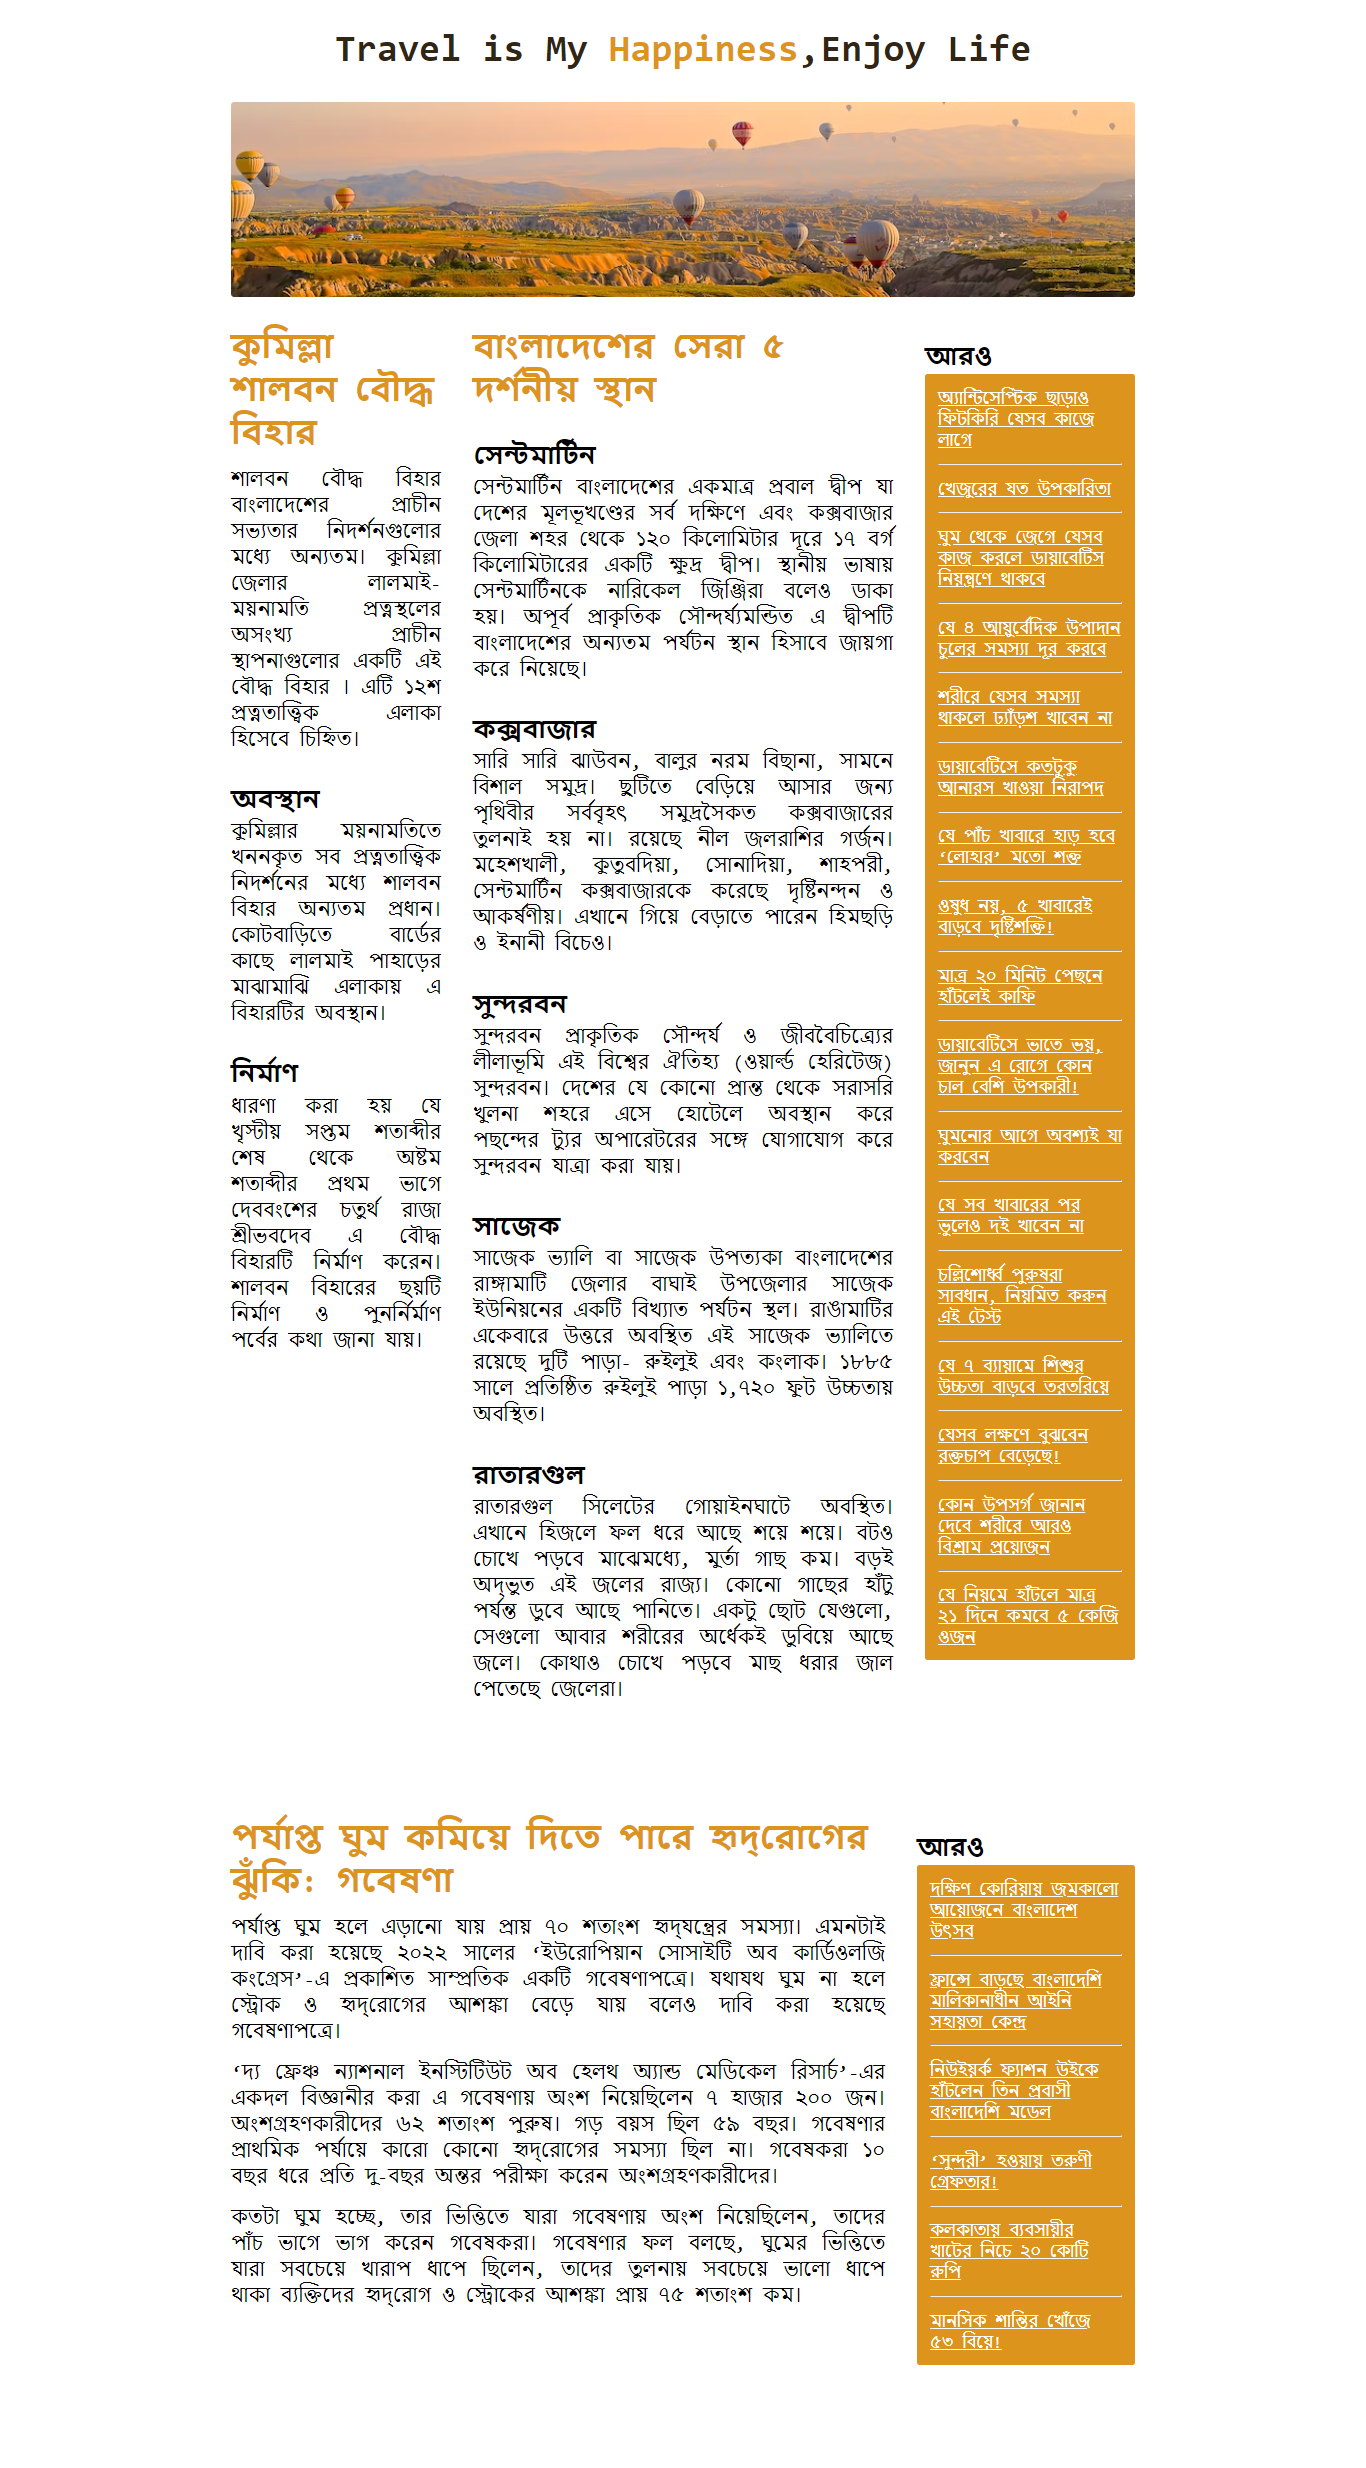 Travel is My Happiness,Enjoy Life
কুমিল্লা
শালবন বৌদ্ধ
বিহার
শালবন বৌদ্ধ বিহার
বাংলাদেশের প্রাচীন
সভ্যতার নিদর্শনগুলোর
মধ্যে অন্যতম। কুমিল্লা
জেলার লালমাই-
ময়নামতি প্রত্নস্থলের
অসংখ্য প্রাচীন
স্থাপনাগুলোর একটি এই
বৌদ্ধ বিহার । এটি ১২শ
প্রত্নতাত্ত্বিক এলাকা
হিসেবে চিহ্নিত।
অবস্থান
কুমিল্লার ময়নামতিতে
খননকৃত সব প্রত্নতাত্ত্বিক
নিদর্শনের মধ্যে শালবন
বিহার অন্যতম প্রধান।
কোটবাড়িতে বার্ডের
কাছে লালমাই পাহাড়ের
মাঝামাঝি এলাকায় এ
বিহারটির অবস্থান।
নির্মাণ
ধারণা করা হয় যে
খৃস্টীয় সপ্তম শতাব্দীর
শেষ থেকে অষ্টম
শতাব্দীর প্রথম ভাগে
দেববংশের চতুর্থ রাজা
শ্রীভবদেব এ বৌদ্ধ
বিহারটি নির্মাণ করেন।
শালবন বিহারের ছয়টি
নির্মাণ ও পুনর্নির্মাণ
পর্বের কথা জানা যায়।
বাংলাদেশের সেরা ৫
দর্শনীয় স্থান
সেন্টমার্টিন
সেন্টমার্টিন বাংলাদেশের একমাত্র প্রবাল দ্বীপ যা
দেশের মূলভূখণ্ডের সর্ব দক্ষিণে এবং কক্সবাজার
জেলা শহর থেকে ১২০ কিলোমিটার দূরে ১৭ বর্গ
কিলোমিটারের একটি ক্ষুদ্র দ্বীপ। স্থানীয় ভাষায়
সেন্টমার্টিনকে নারিকেল জিঞ্জিরা বলেও ডাকা
হয়। অপূর্ব প্রাকৃতিক সৌন্দর্য্যমন্ডিত এ দ্বীপটি
বাংলাদেশের অন্যতম পর্যটন স্থান হিসাবে জায়গা
করে নিয়েছে।
কক্সবাজার
সারি সারি ঝাউবন, বালুর নরম বিছানা, সামনে
বিশাল সমুদ্র। ছুটিতে বেড়িয়ে আসার জন্য
পৃথিবীর সর্ববৃহৎ সমুদ্রসৈকত কক্সবাজারের
তুলনাই হয় না। রয়েছে নীল জলরাশির গর্জন।
মহেশখালী, কুতুবদিয়া, সোনাদিয়া, শাহপরী,
সেন্টমার্টিন কক্সবাজারকে করেছে দৃষ্টিনন্দন ও
আকর্ষণীয়। এখানে গিয়ে বেড়াতে পারেন হিমছড়ি
ও ইনানী বিচেও।
সুন্দরবন
সুন্দরবন প্রাকৃতিক সৌন্দর্য ও জীববৈচিত্র্যের
লীলাভূমি এই বিশ্বের ঐতিহ্য (ওয়ার্ল্ড হেরিটেজ)
সুন্দরবন। দেশের যে কোনো প্রান্ত থেকে সরাসরি
খুলনা শহরে এসে হোটেলে অবস্থান করে
পছন্দের ট্যুর অপারেটরের সঙ্গে যোগাযোগ করে
সুন্দরবন যাত্রা করা যায়।
সাজেক
সাজেক ভ্যালি বা সাজেক উপত্যকা বাংলাদেশের
রাঙ্গামাটি জেলার বাঘাই উপজেলার সাজেক
ইউনিয়নের একটি বিখ্যাত পর্যটন স্থল। রাঙামাটির
একেবারে উত্তরে অবস্থিত এই সাজেক ভ্যালিতে
রয়েছে দুটি পাড়া- রুইলুই এবং কংলাক। ১৮৮৫
সালে প্রতিষ্ঠিত রুইলুই পাড়া ১,৭২০ ফুট উচ্চতায়
অবস্থিত।
রাতারগুল
রাতারগুল সিলেটের গোয়াইনঘাটে অবস্থিত।
এখানে হিজলে ফল ধরে আছে শয়ে শয়ে। বটও
চোখে পড়বে মাঝেমধ্যে, মুর্তা গাছ কম। বড়ই
অদ্ভুত এই জলের রাজ্য। কোনো গাছের হাঁটু
পর্যন্ত ডুবে আছে পানিতে। একটু ছোট যেগুলো,
সেগুলো আবার শরীরের অর্ধেকই ডুবিয়ে আছে
জলে। কোথাও চোখে পড়বে মাছ ধরার জাল
পেতেছে জেলেরা।
আরও
অ্যান্টিসেপ্টিক ছাড়াও
ফিটকিরি যেসব কাজে
লাগে
খেজুরের যত উপকারিতা
ঘুম থেকে জেগে যেসব
কাজ করলে ডায়াবেটিস
নিয়ন্ত্রণে থাকবে
যে ৪ আয়ুর্বেদিক উপাদান
চুলের সমস্যা দূর করবে
শরীরে যেসব সমস্যা
থাকলে ঢ্যাঁড়শ খাবেন না
ডায়াবেটিসে কতটুকু
আনারস খাওয়া নিরাপদ
যে পাঁচ খাবারে হাড় হবে
‘লোহার’ মতো শক্ত
ওষুধ নয়, ৫ খাবারেই
বাড়বে দৃষ্টিশক্তি!
মাত্র ২০ মিনিট পেছনে
হাঁটলেই কাফি
ডায়াবেটিসে ভাতে ভয়,
জানুন এ রোগে কোন
চাল বেশি উপকারী!
ঘুমনোর আগে অবশ্যই যা
করবেন
যে সব খাবারের পর
ভুলেও দই খাবেন না
চল্লিশোর্ধ্ব পুরুষরা
সাবধান, নিয়মিত করুন
এই টেস্ট
যে ৭ ব্যায়ামে শিশুর
উচ্চতা বাড়বে তরতরিয়ে
যেসব লক্ষণে বুঝবেন
রক্তচাপ বেড়েছে!
কোন উপসর্গ জানান
দেবে শরীরে আরও
বিশ্রাম প্রয়োজন
যে নিয়মে হাঁটলে মাত্র
২১ দিনে কমবে ৫ কেজি
ওজন
পর্যাপ্ত ঘুম কমিয়ে দিতে পারে হৃদ্‌রোগের
ঝুঁকি: গবেষণা
পর্যাপ্ত ঘুম হলে এড়ানো যায় প্রায় ৭০ শতাংশ হৃদ্‌যন্ত্রের সমস্যা। এমনটাই
দাবি করা হয়েছে ২০২২ সালের ‘ইউরোপিয়ান সোসাইটি অব কার্ডিওলজি
কংগ্রেস’-এ প্রকাশিত সাম্প্রতিক একটি গবেষণাপত্রে। যথাযথ ঘুম না হলে
স্ট্রোক ও হৃদ্‌রোগের আশঙ্কা বেড়ে যায় বলেও দাবি করা হয়েছে
গবেষণাপত্রে।
‘দ্য ফ্রেঞ্চ ন্যাশনাল ইনস্টিটিউট অব হেলথ অ্যান্ড মেডিকেল রিসার্চ’-এর
একদল বিজ্ঞানীর করা এ গবেষণায় অংশ নিয়েছিলেন ৭ হাজার ২০০ জন।
অংশগ্রহণকারীদের ৬২ শতাংশ পুরুষ। গড় বয়স ছিল ৫৯ বছর। গবেষণার
প্রাথমিক পর্যায়ে কারো কোনো হৃদ্‌রোগের সমস্যা ছিল না। গবেষকরা ১০
বছর ধরে প্রতি দু-বছর অন্তর পরীক্ষা করেন অংশগ্রহণকারীদের।
কতটা ঘুম হচ্ছে, তার ভিত্তিতে যারা গবেষণায় অংশ নিয়েছিলেন, তাদের
পাঁচ ভাগে ভাগ করেন গবেষকরা। গবেষণার ফল বলছে, ঘুমের ভিত্তিতে
যারা সবচেয়ে খারাপ ধাপে ছিলেন, তাদের তুলনায় সবচেয়ে ভালো ধাপে
থাকা ব্যক্তিদের হৃদ্‌রোগ ও স্ট্রোকের আশঙ্কা প্রায় ৭৫ শতাংশ কম।
আরও
দক্ষিণ কোরিয়ায় জমকালো
আয়োজনে বাংলাদেশ
উৎসব
ফ্রান্সে বাড়ছে বাংলাদেশি
মালিকানাধীন আইনি
সহায়তা কেন্দ্র
নিউইয়র্ক ফ্যাশন উইকে
হাঁটলেন তিন প্রবাসী
বাংলাদেশি মডেল
‘সুন্দরী’ হওয়ায় তরুণী
গ্রেফতার!
কলকাতায় ব্যবসায়ীর
খাটের নিচে ২০ কোটি
রুপি
মানসিক শান্তির খোঁজে
৫৩ বিয়ে!